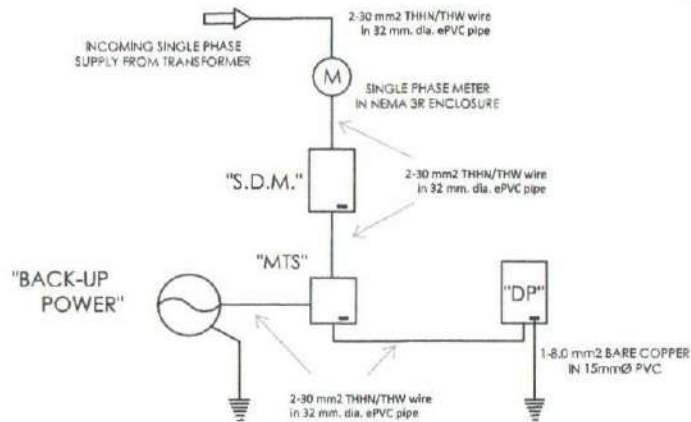 2-30 mm2 THHN/THW wire
in 32 mm. dia. ePVC pipe
INCOMING SINGLE PHASE
SUPPLY FROM TRANSFORMER
M
SINGLE PHASE METER
IN NEMA 3R ENCLOSURE
"S.D.M."
2-30 mm2 THHN/THW wire
in 32 mm. dia. ePVC pipe
"MTS"
"BACK-UP
POWER"
"DP"
1-8.0 mm2 BARE COPPER
IN 15mmØ PVC
2-30 mm2 THHN/THW wire
in 32 mm. dia. ePVC pipe